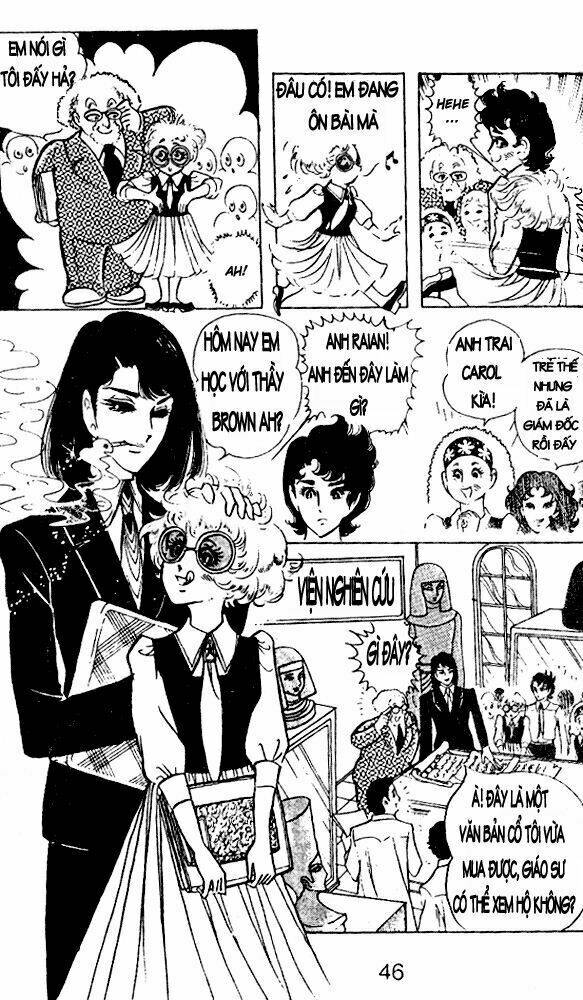 EM NÓI GÌ
TÔI ĐẤY HẢ?
AH!
ĐÂU CÓ! EM ĐANG
ÔN BÀI MÀ
HEHE
...
HÔM NAY EM
HỌC VỚI THẦY
BROWN AH?
ANH RAIAN!
ANH ĐẾN ĐÂY LÀM
GÌ?
ANH TRAI
CAROL
KÌA!
TRẺ THẾ
NHƯNG
ĐÃ LÀ
GIÁM ĐỐC
RỒI ĐẤY
VIỆN NGHIÊN CỨU
GÌ ĐÂY?
À! ĐÂY LÀ MỘT
VĂN BẢN CỔ TÔI VỪA
MUA ĐƯỢC, GIÁO SƯ
CÓ THỂ XEM HỘ KHÔNG?
46